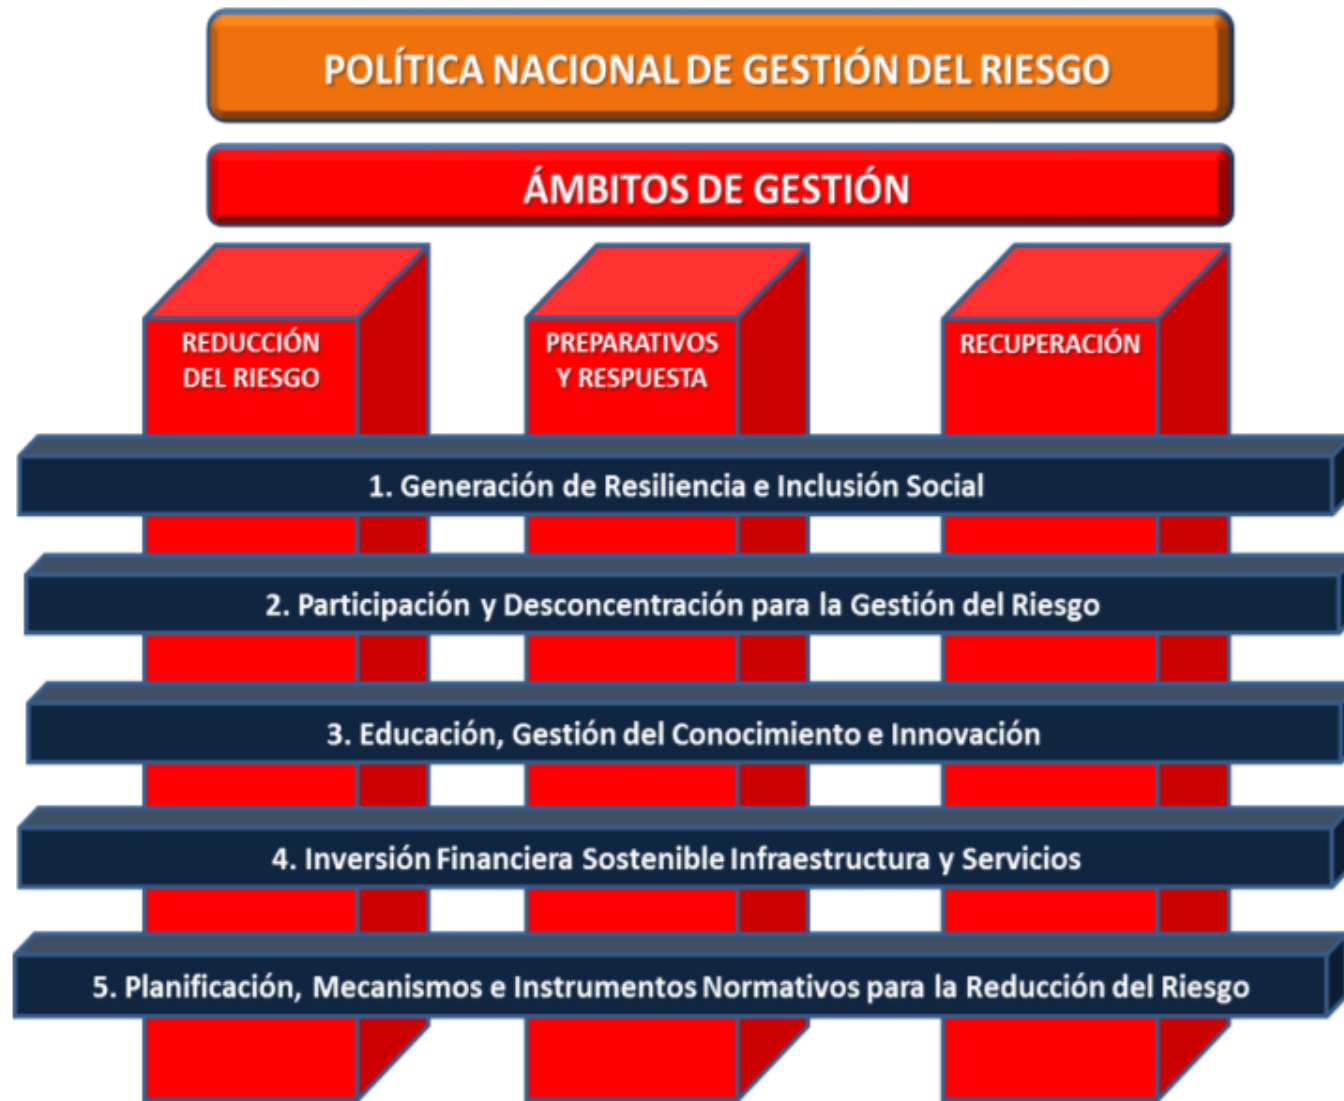 POLÍTICA NACIONAL DE GESTIÓN DEL RIESGO
ÁMBITOS DE GESTIÓN
REDUCCIÓN
DEL RIESGO
PREPARATIVOS
Y RESPUESTA
RECUPERACIÓN
1. Generación de Resiliencia e Inclusión Social
2. Participación y Desconcentración para la Gestión del Riesgo
3. Educación, Gestión del Conocimiento e Innovación
4. Inversión Financiera Sostenible Infraestructura y Servicios
5. Planificación, Mecanismos e Instrumentos Normativos para la Reducción del Riesgo